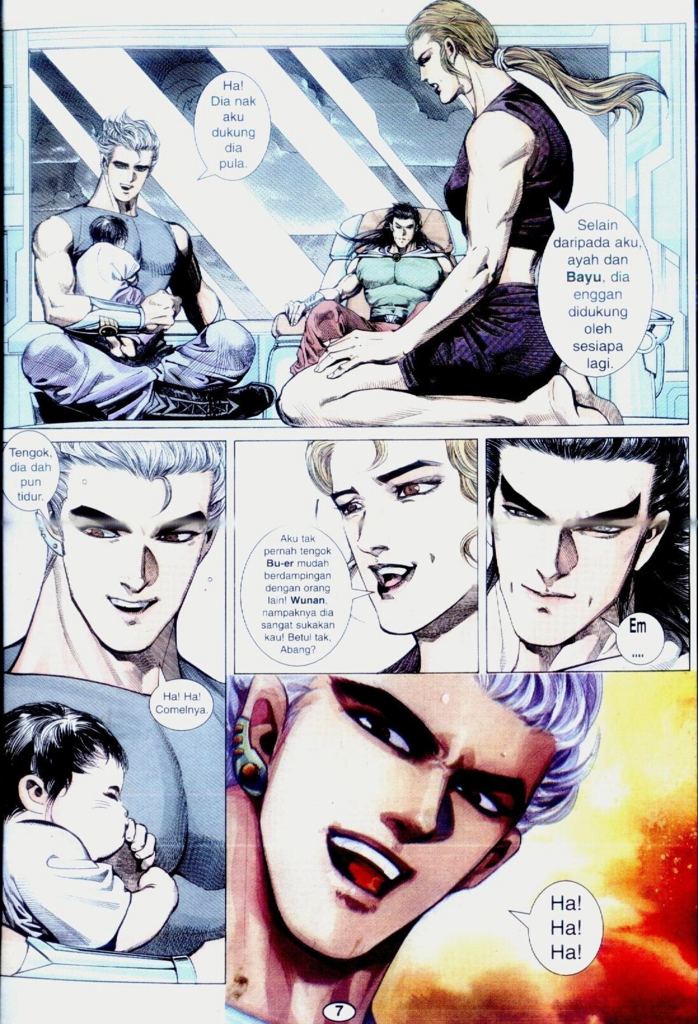 Ha!
Dia nak
aku
dukung
dia
pula.
Selain
daripada aku,
ayah dan
Bayu, dia
enggan
didukung
oleh
sesiapa
lagi.
Tengok,
dia dah
pun
tidur.
Ha! Ha!
Comelnya.
Aku tak
pernah tengok
Bu-er mudah
berdampingan
dengan orang
lain! Wunan,
nampaknya dia
sangat sukakan
kau! Betul tak,
Abang?
Em
....
Ha!
Ha!
Ha!
7